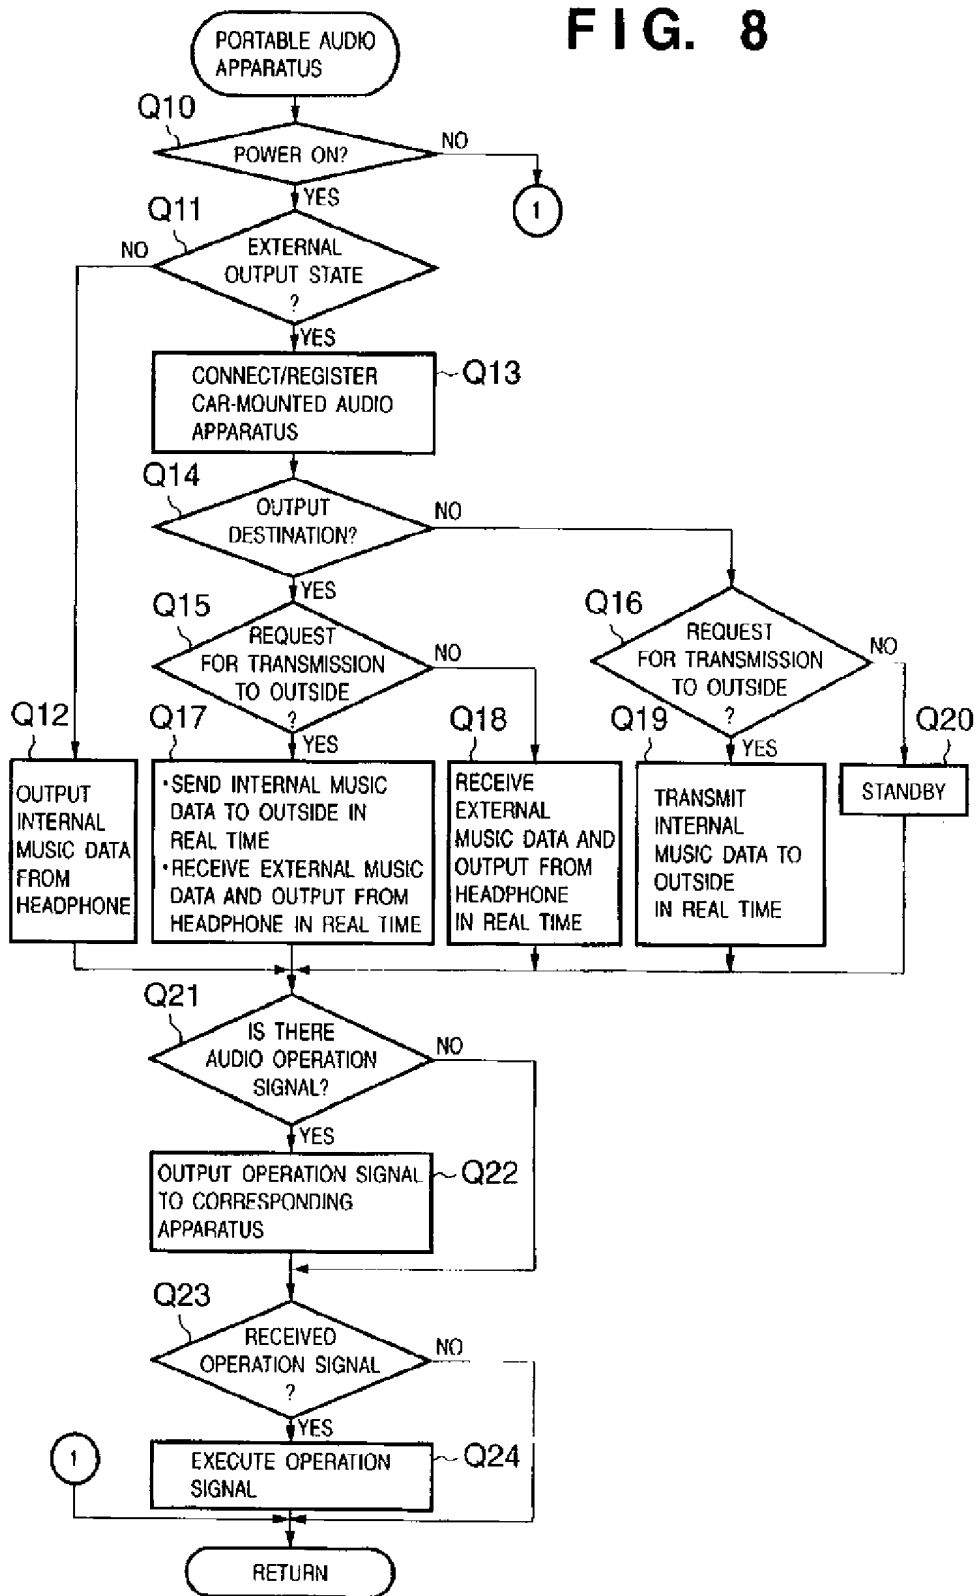 FIG. 8
PORTABLE AUDIO
APPARATUS
Q10
POWER ON?
NO
1
YES
Q11
EXTERNAL
OUTPUT STATE
?
NO
YES
CONNECT/REGISTER
CAR-MOUNTED AUDIO
APPARATUS
Q13
Q14
OUTPUT
DESTINATION?
NO
YES
Q15
REQUEST
FOR TRANSMISSION
TO OUTSIDE
?
NO
YES
Q16
REQUEST
FOR TRANSMISSION
TO OUTSIDE
?
NO
YES
Q12
OUTPUT
INTERNAL
MUSIC DATA
FROM
HEADPHONE
Q17
•SEND INTERNAL MUSIC
DATA TO OUTSIDE IN
REAL TIME
•RECEIVE EXTERNAL MUSIC
DATA AND OUTPUT FROM
HEADPHONE IN REAL TIME
Q18
RECEIVE
EXTERNAL
MUSIC DATA AND
OUTPUT FROM
HEADPHONE
IN REAL TIME
Q19
TRANSMIT
INTERNAL
MUSIC DATA TO
OUTSIDE
IN REAL TIME
Q20
STANDBY
Q21
IS THERE
AUDIO OPERATION
SIGNAL?
NO
YES
OUTPUT OPERATION SIGNAL
TO CORRESPONDING
APPARATUS
Q22
Q23
RECEIVED
OPERATION SIGNAL
?
NO
YES
1
EXECUTE OPERATION
SIGNAL
Q24
RETURN